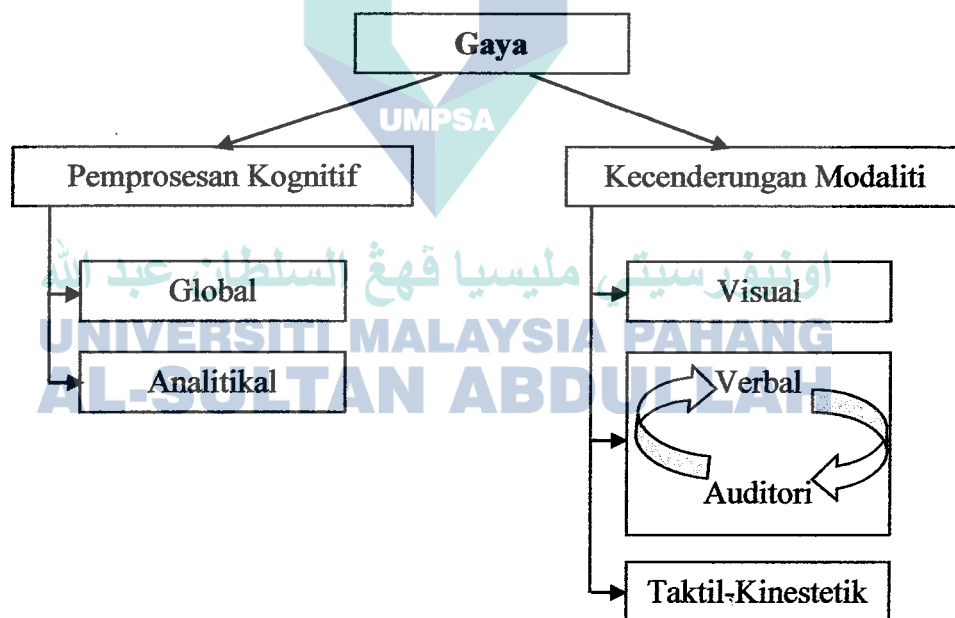 Gaya
UMPSA
Pemprosesan Kognitif
Kecenderungan Modaliti
اونيۏرسيتي مليسيا ڤهڠ السلطان عبد الله
Global
Visual
UNIVERSITI MALAYSIA PAHANG
Analitikal
Verbal
AL-SULTAN ABDULLAH
Auditori
Taktil-Kinestetik